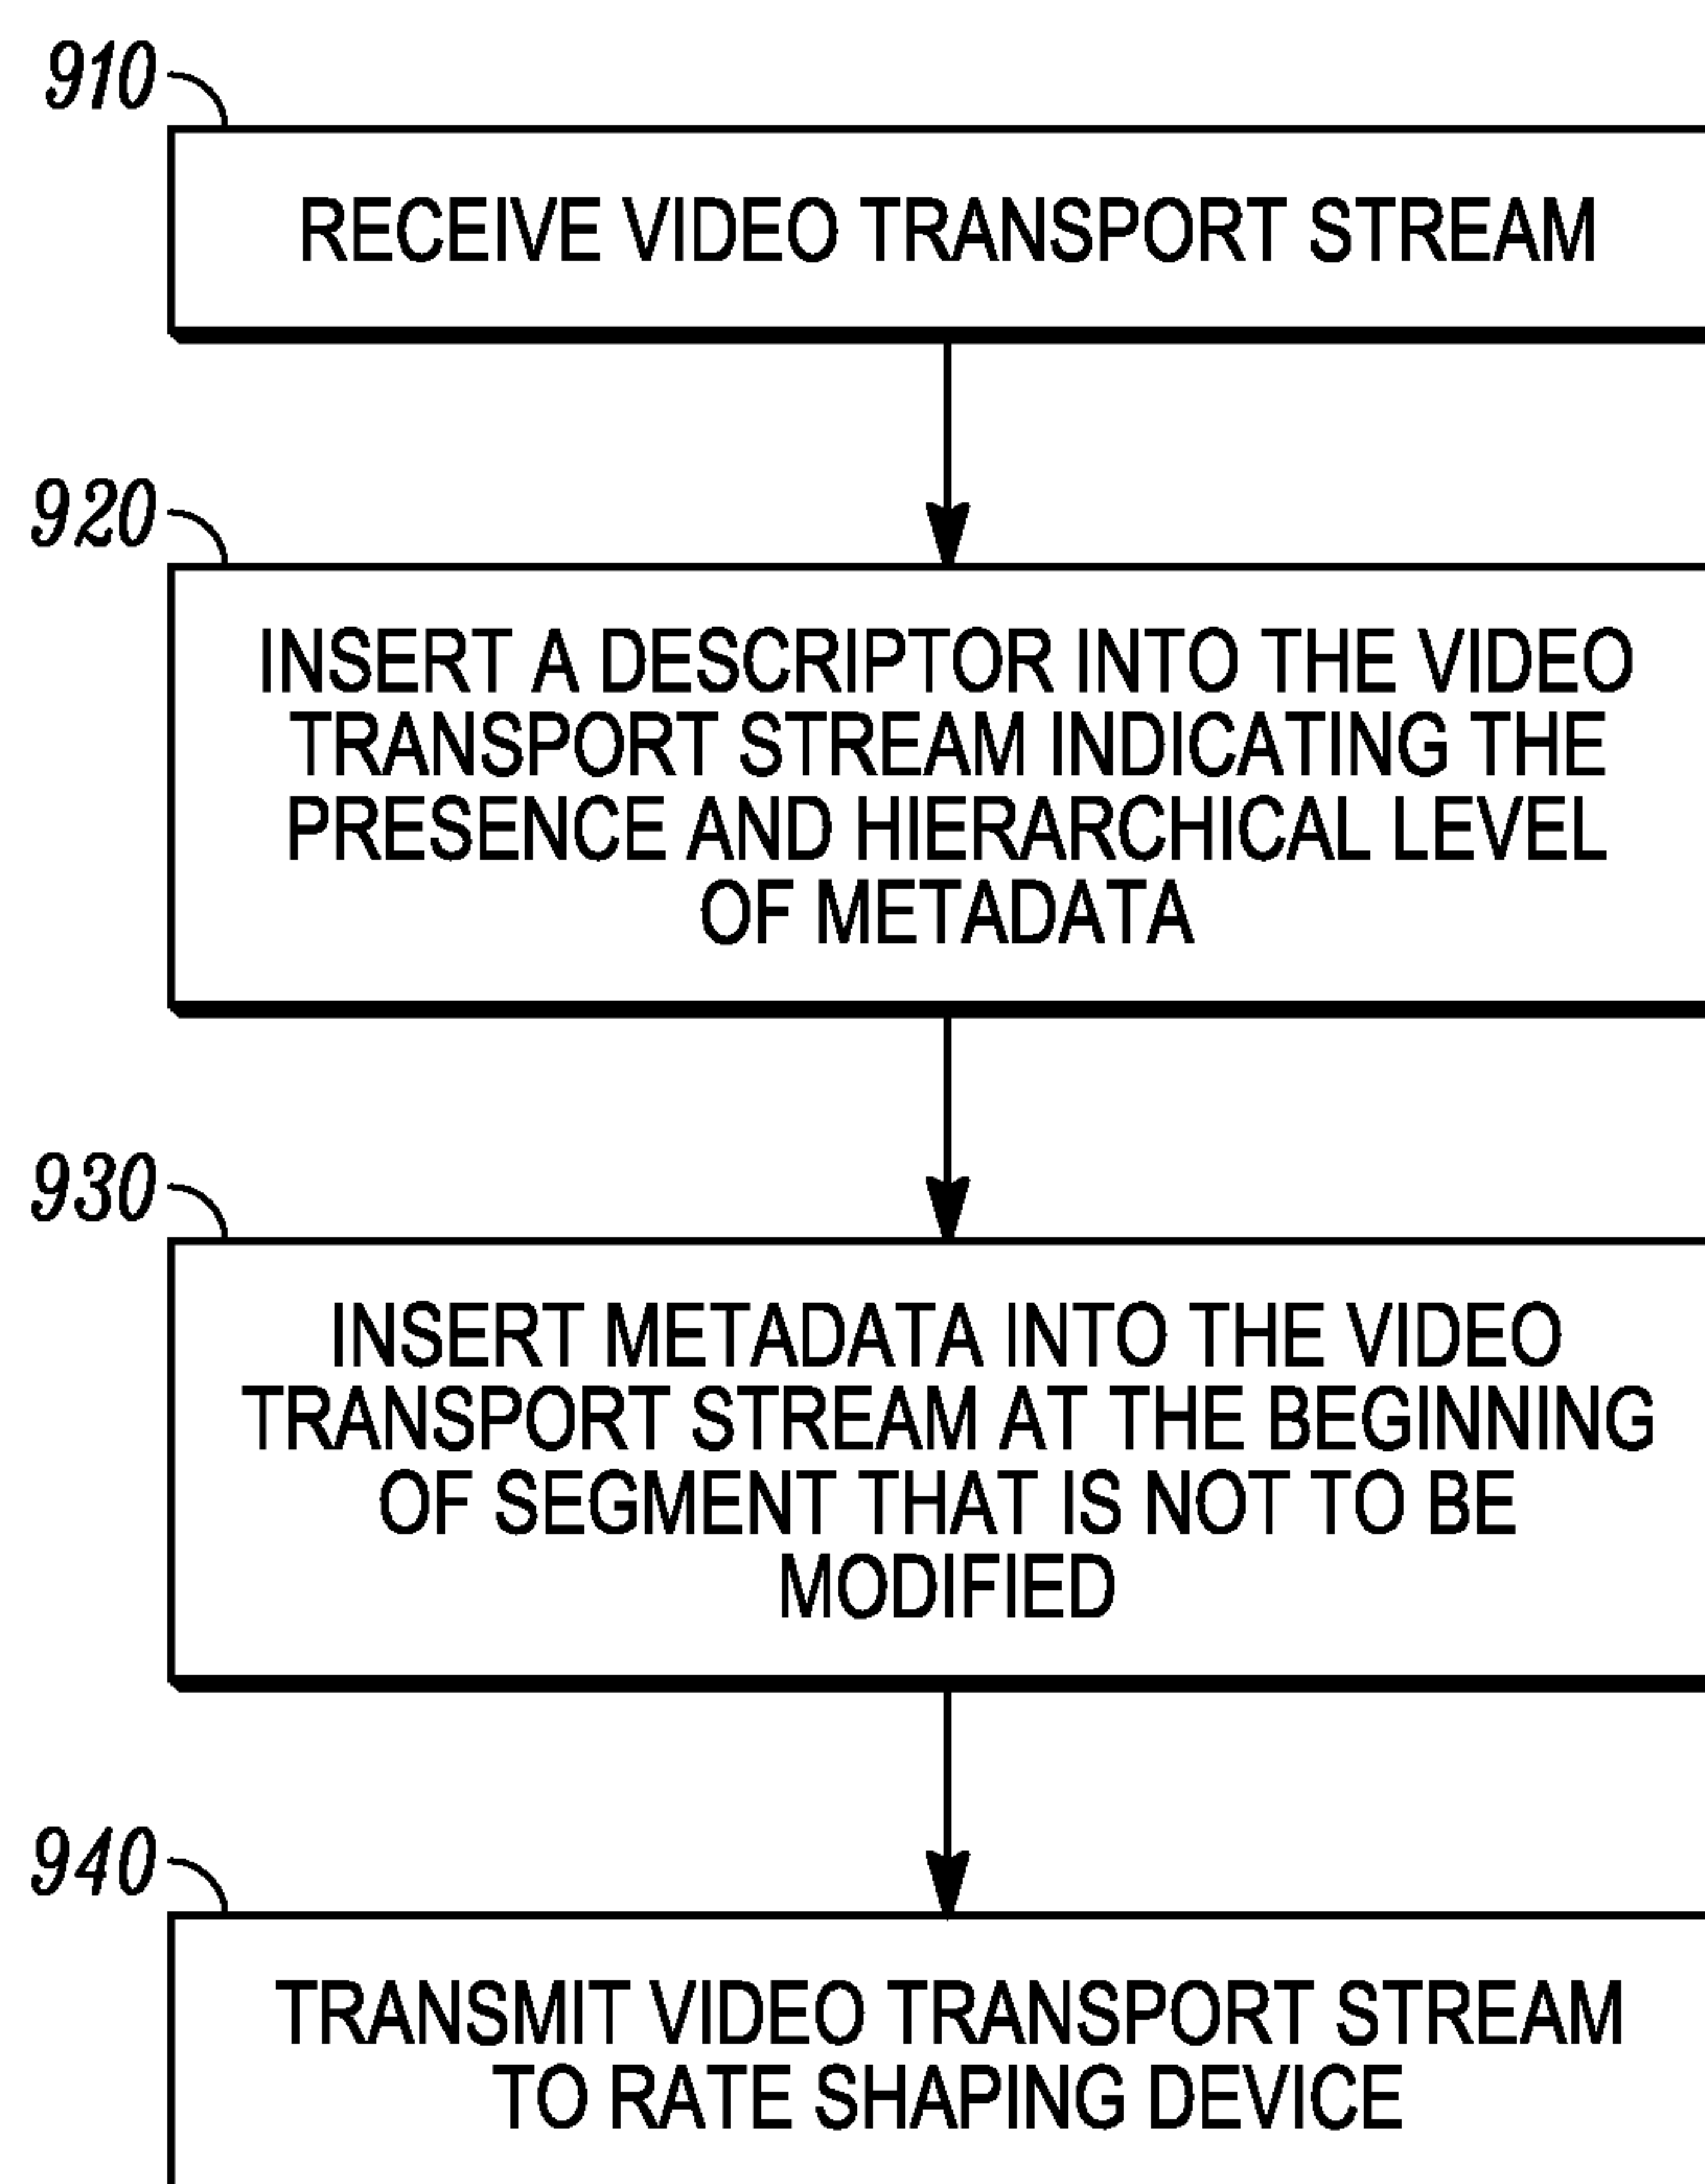 910
RECEIVE VIDEO TRANSPORT STREAM
920
INSERT A DESCRIPTOR INTO THE VIDEO
TRANSPORT STREAM INDICATING THE
PRESENCE AND HIERARCHICAL LEVEL
OF METADATA
930
INSERT METADATA INTO THE VIDEO
TRANSPORT STREAM AT THE BEGINNING
OF SEGMENT THAT IS NOT TO BE
MODIFIED
940
TRANSMIT VIDEO TRANSPORT STREAM
TO RATE SHAPING DEVICE